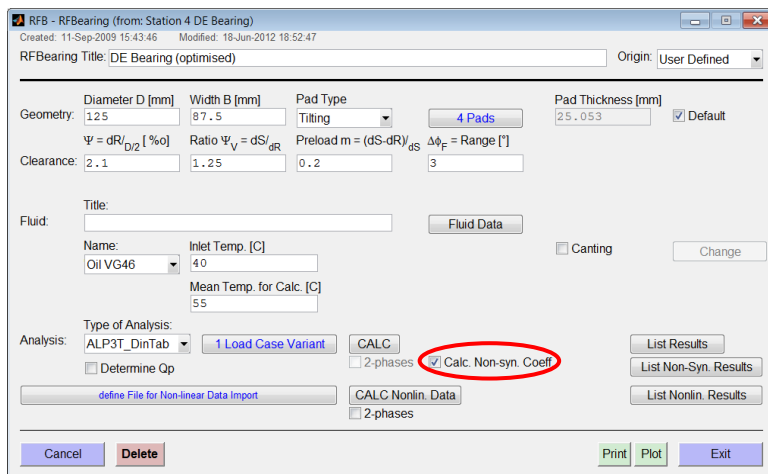 RFB - RFBearing (from: Station 4 DE Bearing)
Created: 11-Sep-2009 15:43:46 Modified: 18-Jun-2012 18:52:47
RFBearing Title: DE Bearing (optimised) Origin: User Defined
Diameter D [mm] Width B [mm] Pad Type Pad Thickness [mm]
Geometry: 125 87.5 Tilting 4 Pads 25.053 Default
Ψ = dR/D/2 [ %o] Ratio ΨV = dS/dR Preload m = (dS-dR)/dS ΔϕF = Range [°]
Clearance: 2.1 1.25 0.2 3
Title:
Fluid: Fluid Data
Name: Inlet Temp. [C] Canting Change
Oil VG46 40
Mean Temp. for Calc. [C]
55
Type of Analysis:
Analysis: ALP3T_DinTab 1 Load Case Variant CALC List Results
2-phases Calc. Non-syn. Coeff
Determine Qp List Non-Syn. Results
define File for Non-linear Data Import CALC Nonlin. Data List Nonlin. Results
2-phases
Cancel Delete Print Plot Exit